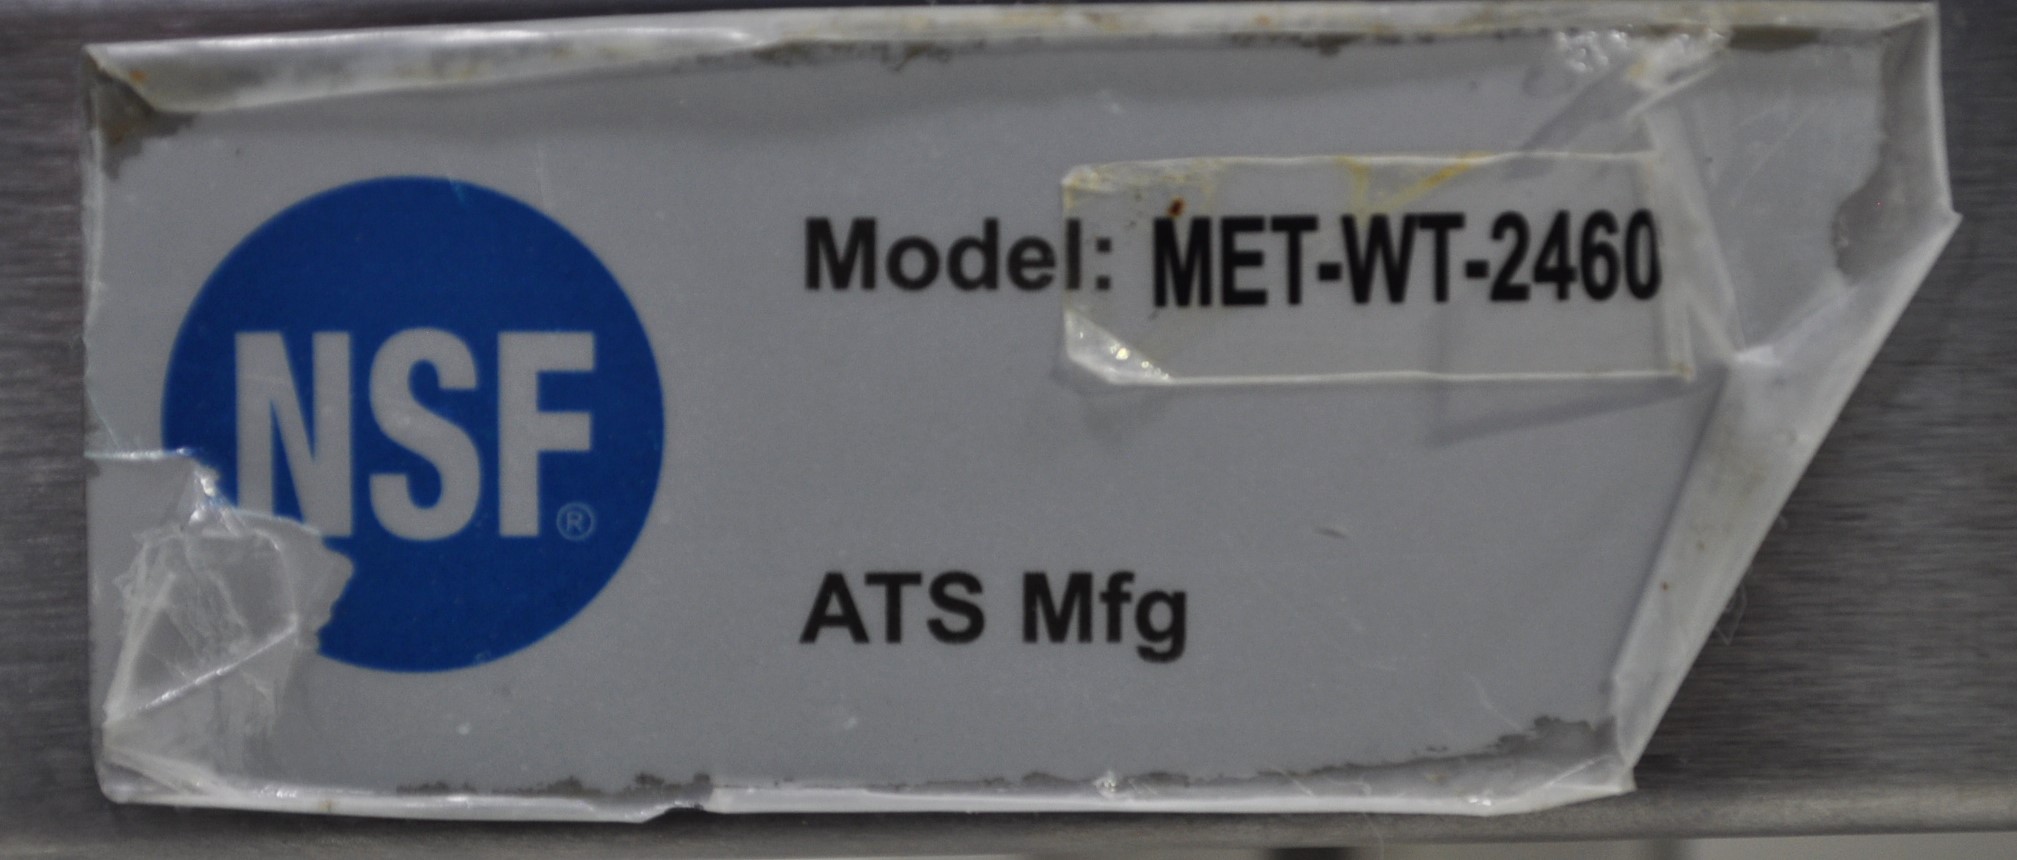 NSF®
Model: MET-WT-2460
ATS Mfg